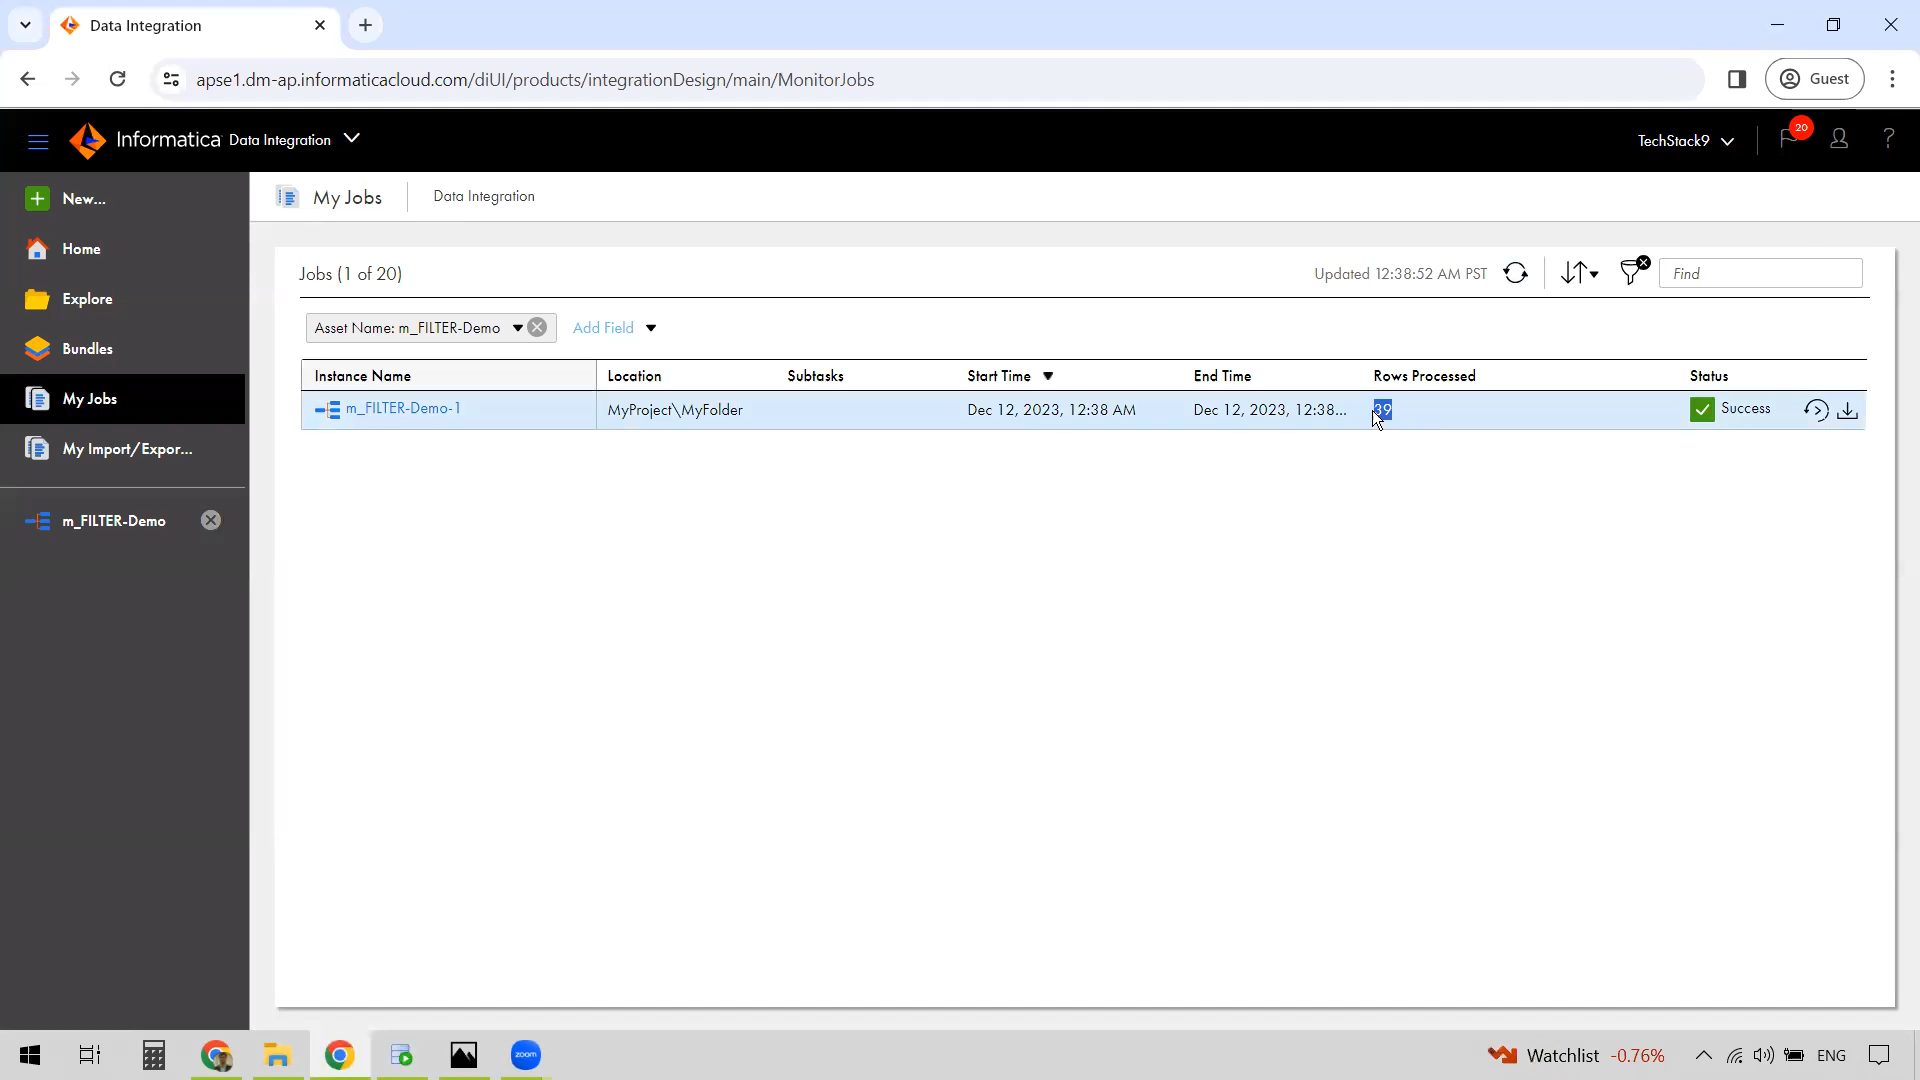 Data Integration
apse1.dm-ap.informaticacloud.com/diUI/products/integrationDesign/main/MonitorJobs
Guest
Informatica Data Integration
TechStack9
20
?
New...
Home
Explore
Bundles
My Jobs
My Import/Expor...
m_FILTER-Demo
My Jobs
Data Integration
Jobs (1 of 20)
Updated 12:38:52 AM PST
Find
Asset Name: m_FILTER-Demo
Add Field
Instance Name Location Subtasks Start Time End Time Rows Processed Status
m_FILTER-Demo-1 MyProject\MyFolder Dec 12, 2023, 12:38 AM Dec 12, 2023, 12:38... 39 Success
zoom
Watchlist -0.76%
ENG